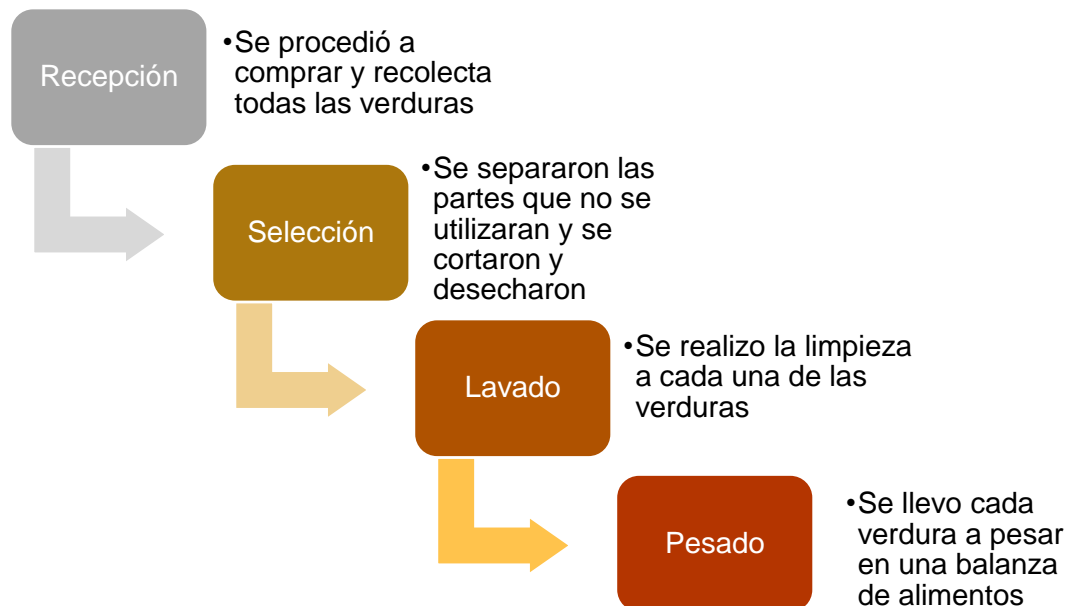 Recepción
•Se procedió a
comprar y recolecta
todas las verduras
Selección
•Se separaron las
partes que no se
utilizaran y se
cortaron y
desecharon
Lavado
•Se realizo la limpieza
a cada una de las
verduras
Pesado
•Se llevo cada
verdura a pesar
en una balanza
de alimentos